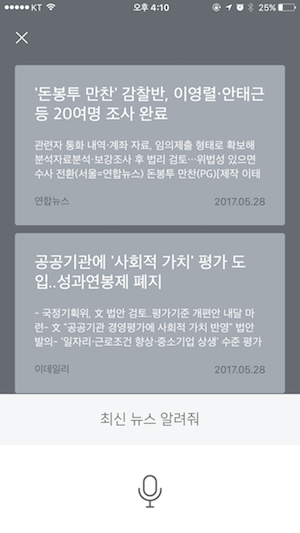 KT 오후 4:10 25%
'돈봉투 만찬' 감찰반, 이영렬·안태근
등 20여명 조사 완료
관련자 통화 내역·계좌 자료, 임의제출 형태로 확보해
분석자료분석·보강조사 후 법리 검토…위법성 있으면
수사 전환(서울=연합뉴스) 돈봉투 만찬(PG)[제작 이태
연합뉴스 2017.05.28
공공기관에 '사회적 가치' 평가 도
입..성과연봉제 폐지
- 국정기획위, 文 법안 검토..평가기준 개편안 내달 마
련- 文 "공공기관 경영평가에 사회적 가치 반영" 법안
발의- '일자리·근로조건 향상·중소기업 상생' 수준 평가
이데일리 2017.05.28
최신 뉴스 알려줘